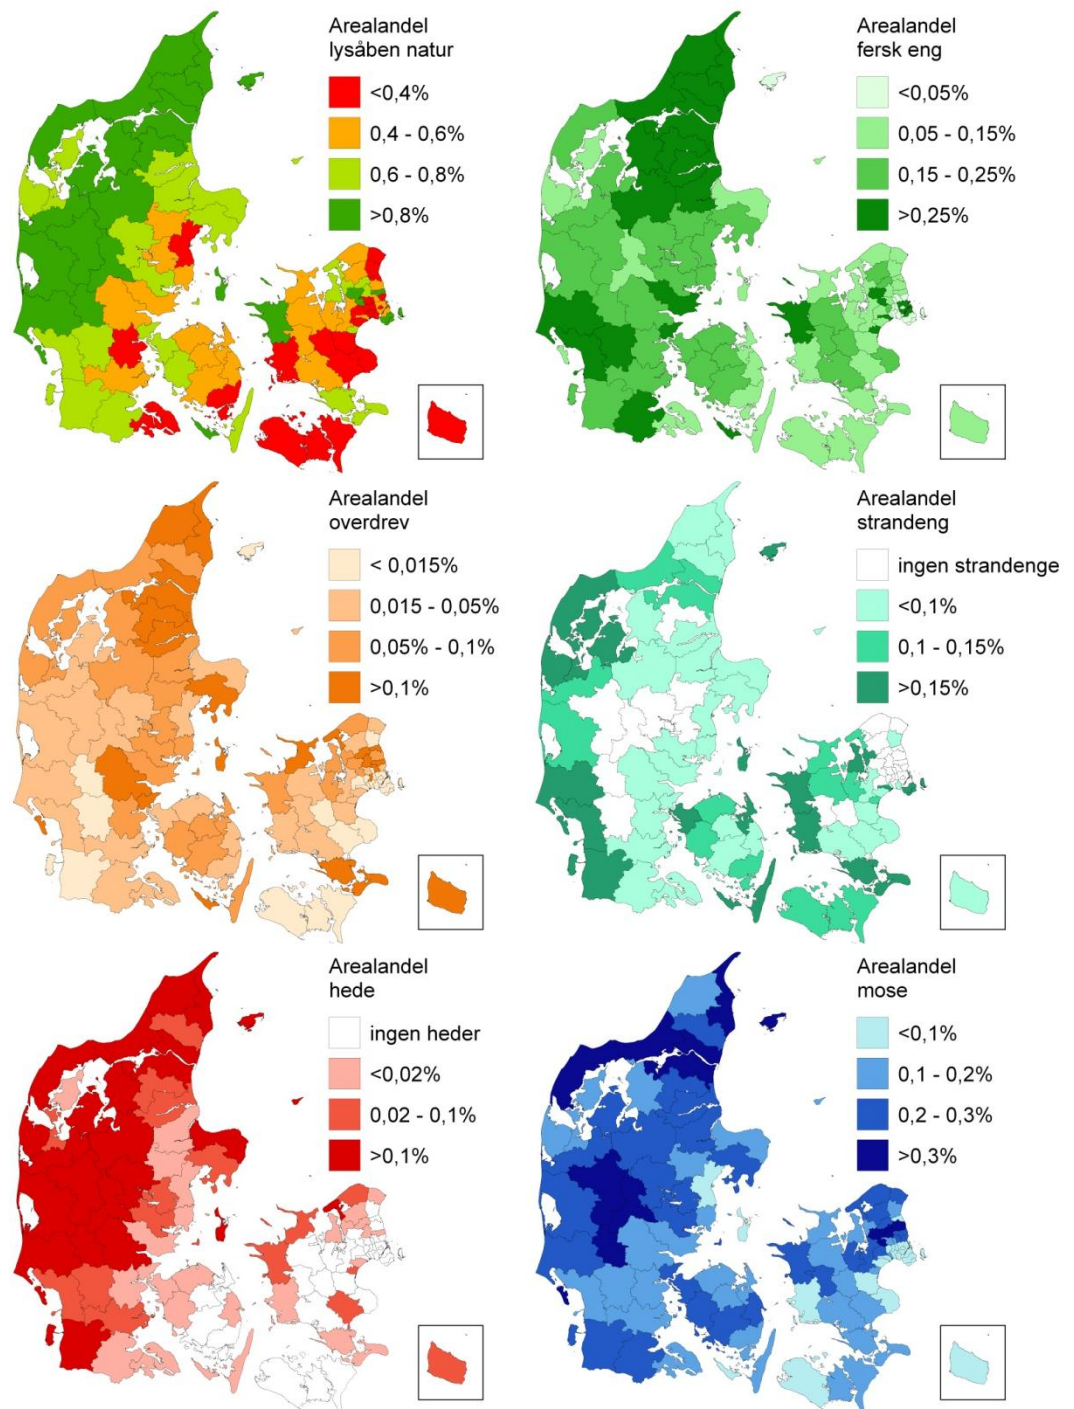 Arealandel
lysåben natur
<0,4%
0,4 - 0,6%
0,6 - 0,8%
>0,8%
Arealandel
fersk eng
<0,05%
0,05 - 0,15%
0,15 - 0,25%
>0,25%
Arealandel
overdrev
< 0,015%
0,015 - 0,05%
0,05% - 0,1%
>0,1%
Arealandel
strandeng
ingen strandenge
<0,1%
0,1 - 0,15%
>0,15%
Arealandel
hede
ingen heder
<0,02%
0,02 - 0,1%
>0,1%
Arealandel
mose
<0,1%
0,1 - 0,2%
0,2 - 0,3%
>0,3%